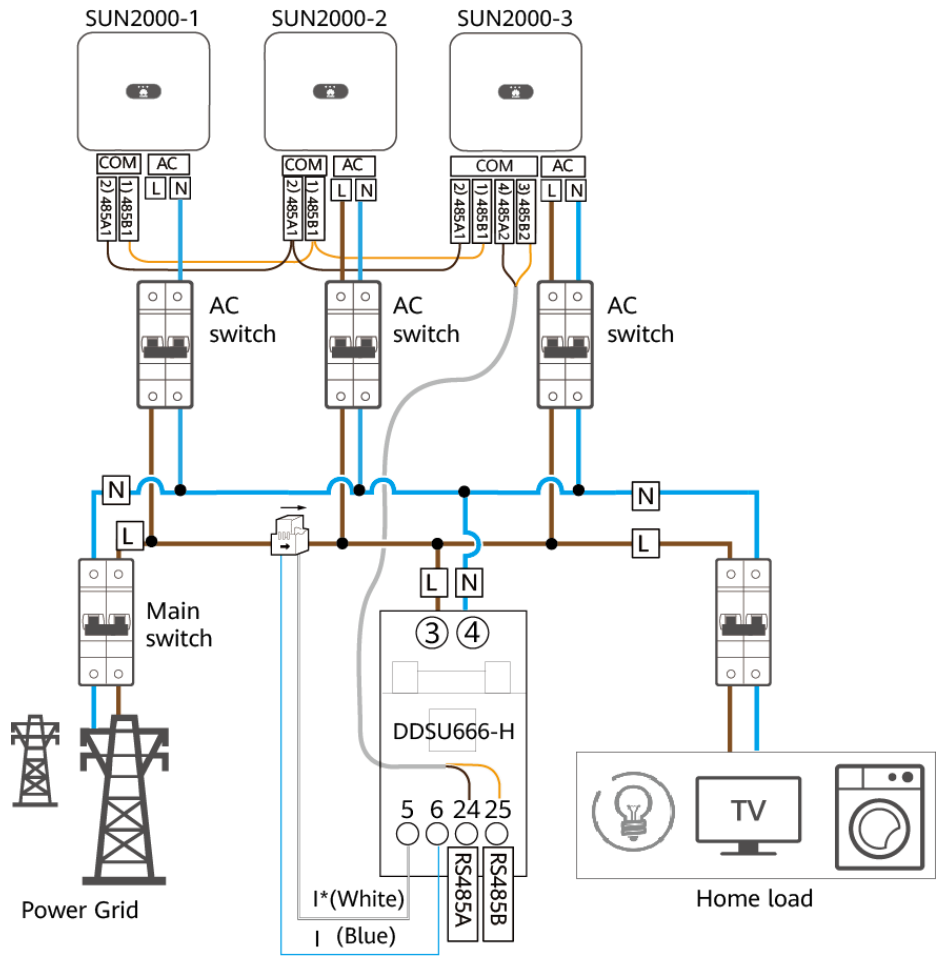 SUN2000-1
SUN2000-2
SUN2000-3
COM
AC
COM
AC
COM
AC
2) 485A1
1) 485B1
L
N
2) 485A1
1) 485B1
L
N
2) 485A1
1) 485B1
4) 485A2
3) 485B2
L
N
AC
switch
AC
switch
AC
switch
N
N
L
L
L
N
Main
switch
3
4
DDSU666-H
5
6
24
25
RS485A
RS485B
TV
I*(White)
I (Blue)
Power Grid
Home load